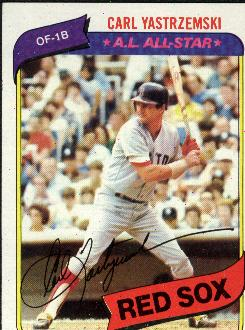 CARL YASTRZEMSKI
OF-1B
★ A.L. ALL-STAR ★
Carl Yastrzemski
RED SOX